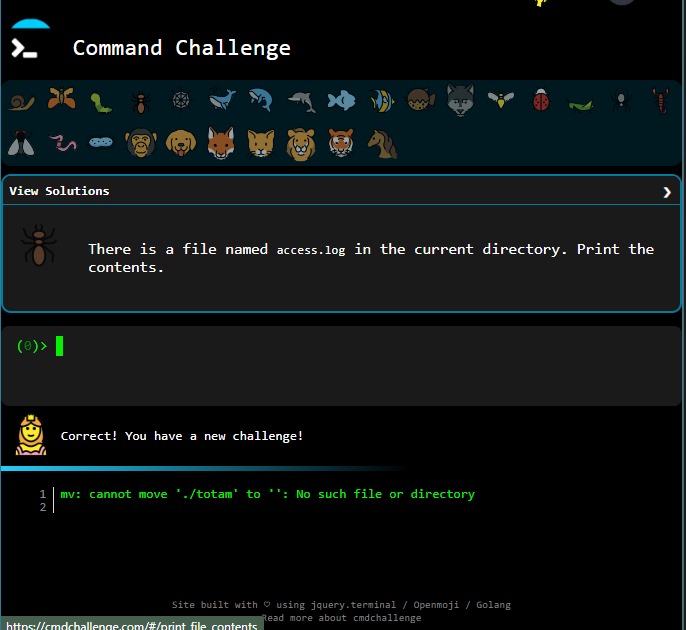 Command Challenge
View Solutions
There is a file named access.log in the current directory. Print the
contents.
(0)>
Correct! You have a new challenge!
1 mv: cannot move './totam' to '': No such file or directory
2
Site built with ♡ using jquery.terminal / Openmoji / Golang
Read more about cmdchallenge
https://cmdchallenge.com/#/print_file_contents